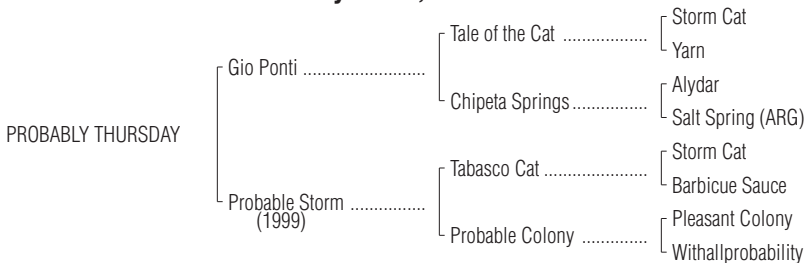 Storm Cat
Tale of the Cat ..................
Yarn
Gio Ponti ..........................
Alydar
Chipeta Springs................
Salt Spring (ARG)
PROBABLY THURSDAY
Storm Cat
Tabasco Cat ......................
Barbicue Sauce
Probable Storm .................
(1999)
Pleasant Colony
Probable Colony ..............
Withallprobability